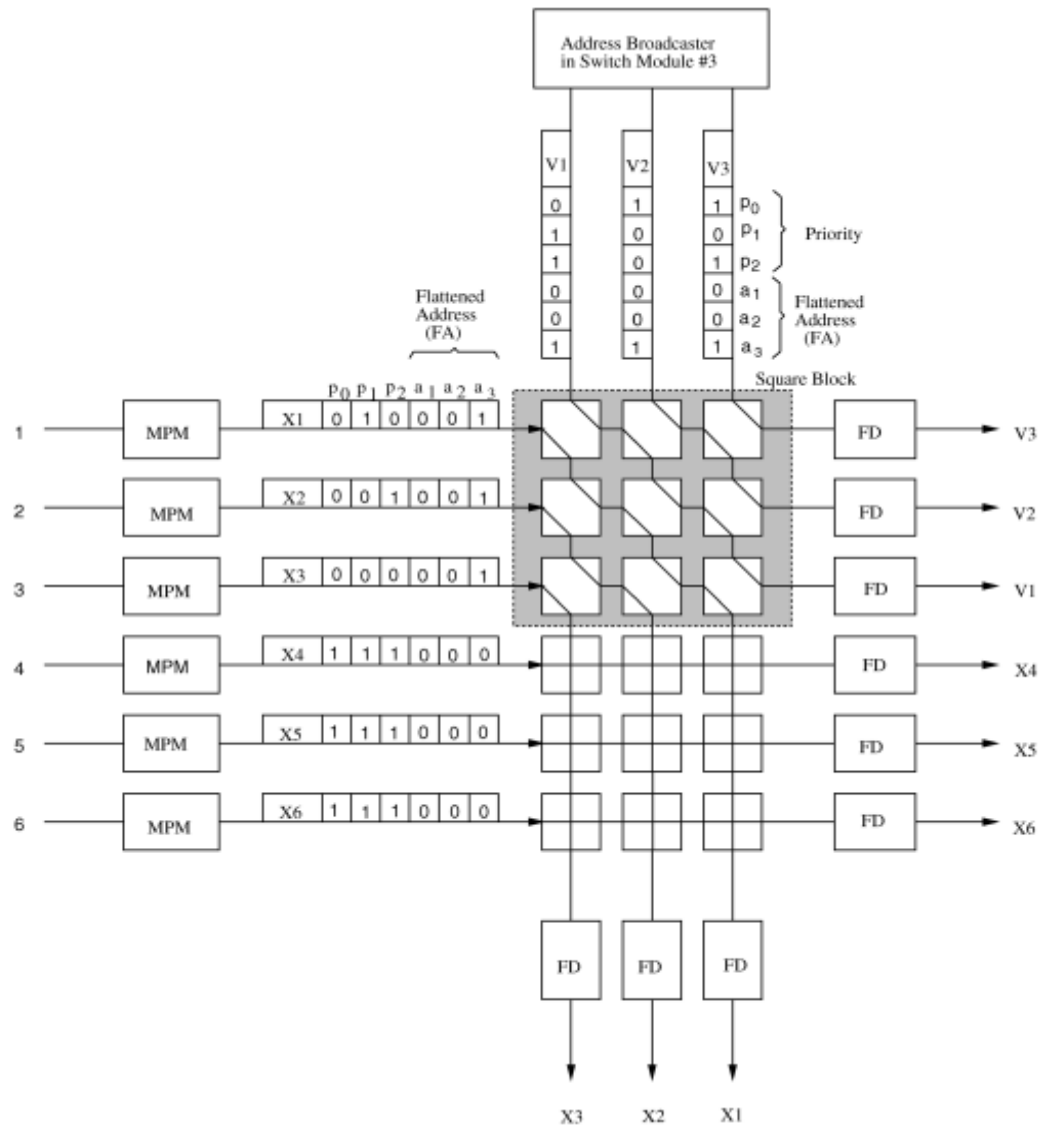 Address Broadcaster
in Switch Module #3
V1 V2 V3
0 1 1 p0
1 0 0 p1
1 0 1 p2
Priority
0 0 0 a1
0 0 0 a2
1 1 1 a3
Flattened
Address
(FA)
Flattened
Address
(FA)
Square Block
p0 p1 p2 a1 a2 a3
1 MPM X1 0 1 0 0 0 1 FD V3
2 MPM X2 0 0 1 0 0 1 FD V2
3 MPM X3 0 0 0 0 0 1 FD V1
4 MPM X4 1 1 1 0 0 0 FD X4
5 MPM X5 1 1 1 0 0 0 FD X5
6 MPM X6 1 1 1 0 0 0 FD X6
FD FD FD
X3 X2 X1